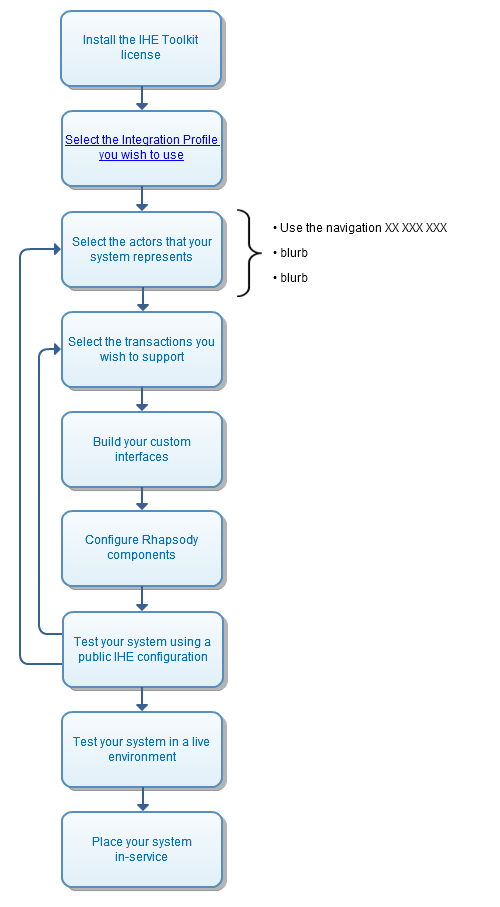 Install the IHE Toolkit
license
Select the Integration Profile
you wish to use
Select the actors that your
system represents
• Use the navigation XX XXX XXX
• blurb
• blurb
Select the transactions you
wish to support
Build your custom
interfaces
Configure Rhapsody
components
Test your system using a
public IHE configuration
Test your system in a live
environment
Place your system
in-service